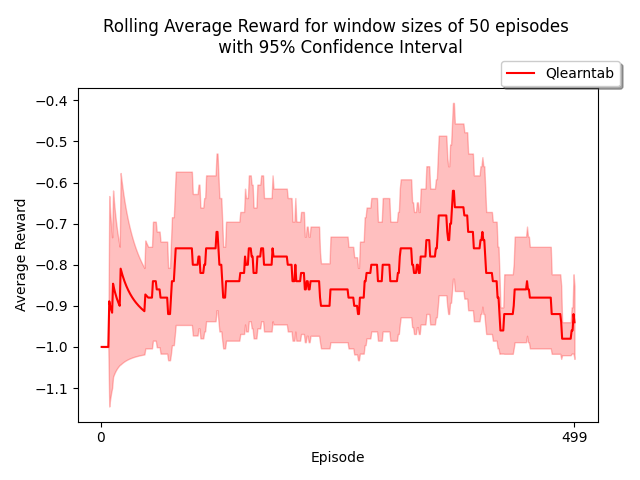 Rolling Average Reward for window sizes of 50 episodes
with 95% Confidence Interval
Qlearntab
Average Reward
−0.4
−0.5
−0.6
−0.7
−0.8
−0.9
−1.0
−1.1
0
499
Episode